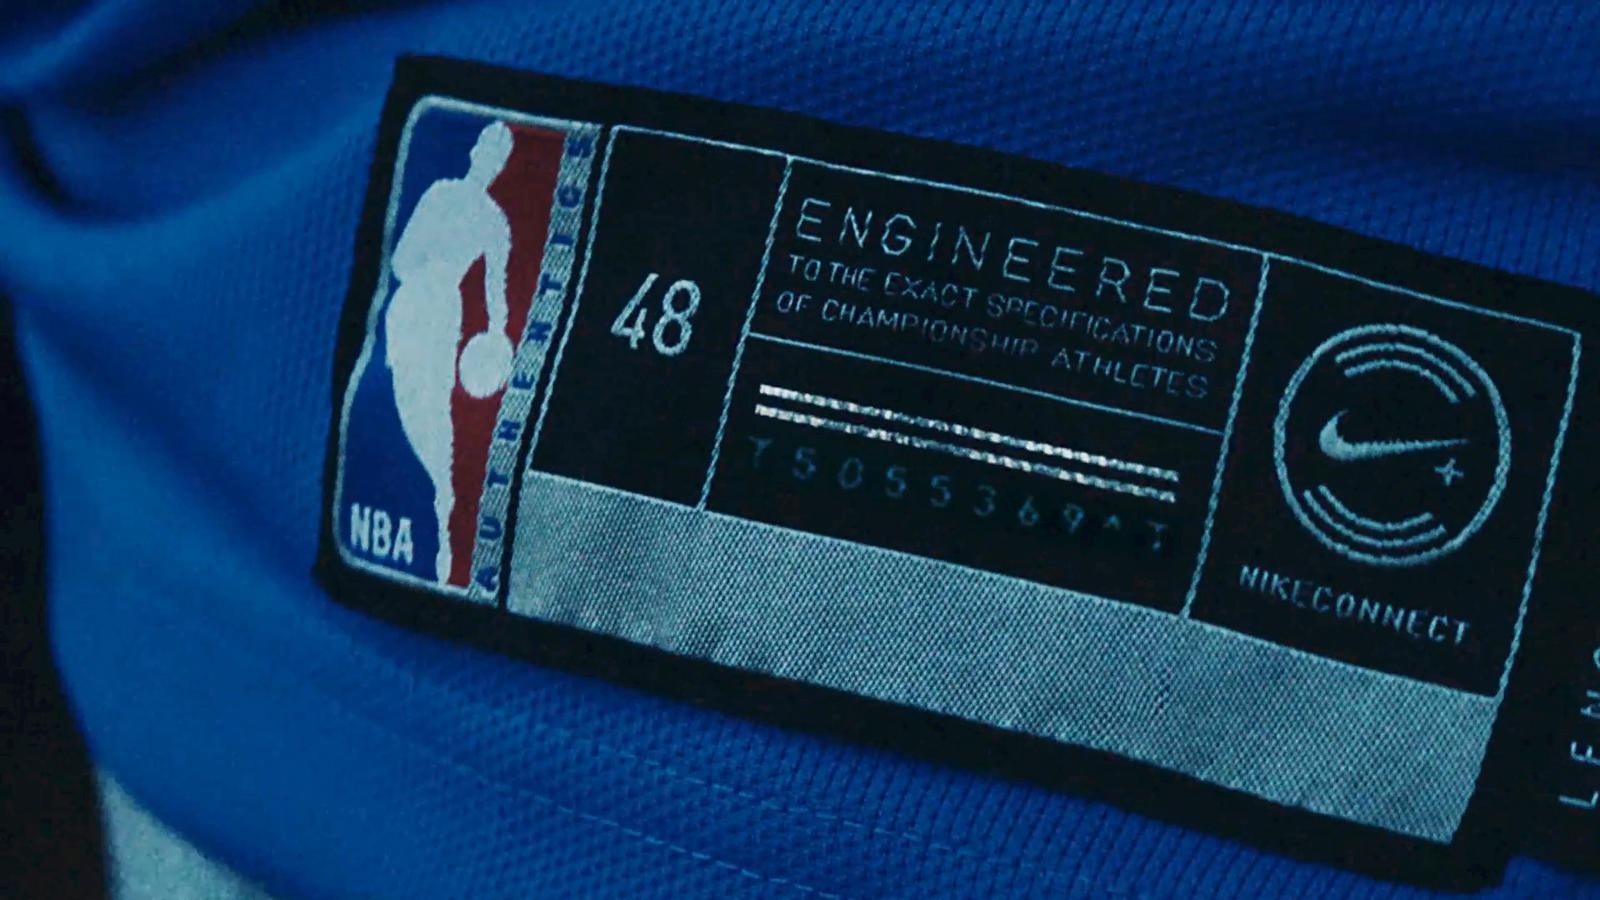 NBA
AUTHENTICS
48
ENGINEERED
TO THE EXACT SPECIFICATIONS
OF CHAMPIONSHIP ATHLETES
NIKECONNECT